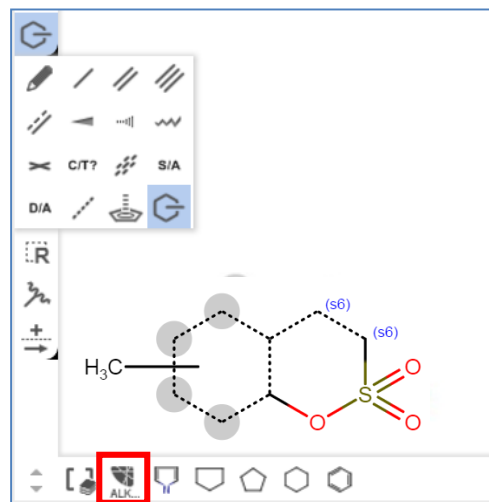 C/T? S/A
D/A
R
(s6)
(s6)
H₃C
O
S
O
O
ALK...
N